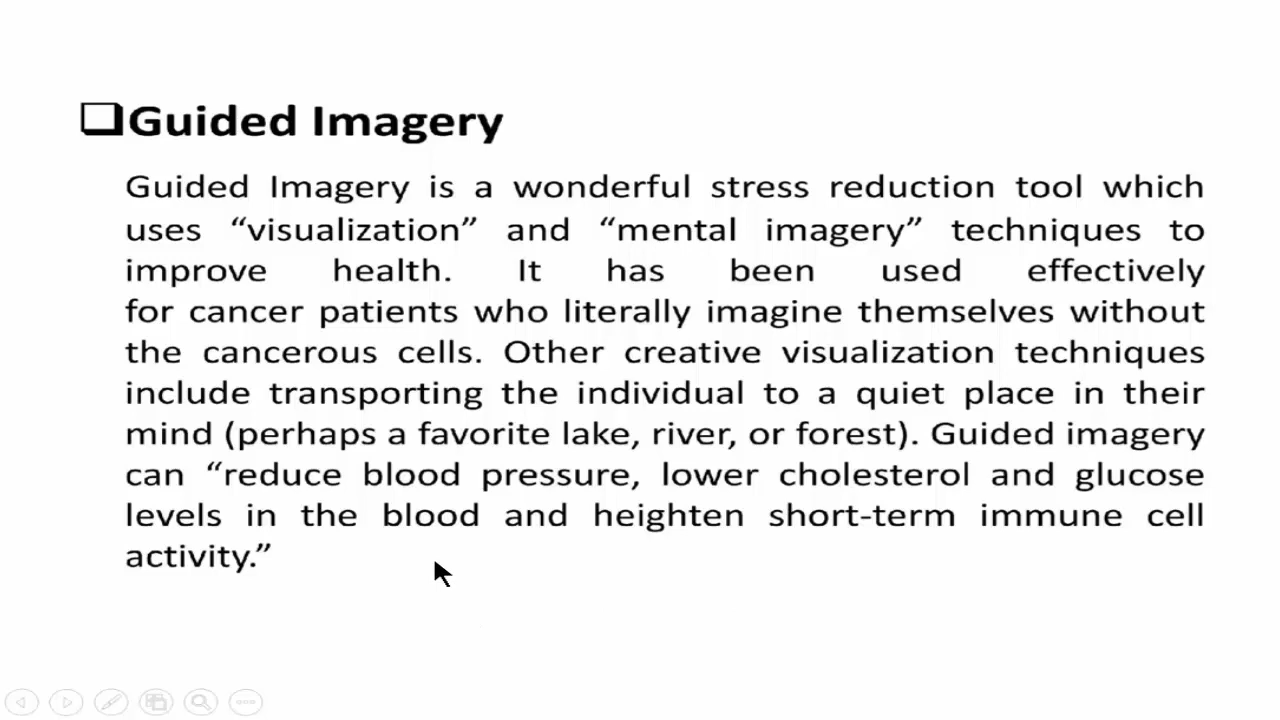 Guided Imagery
Guided Imagery is a wonderful stress reduction tool which
uses “visualization” and “mental imagery” techniques to
improve health. It has been used effectively
for cancer patients who literally imagine themselves without
the cancerous cells. Other creative visualization techniques
include transporting the individual to a quiet place in their
mind (perhaps a favorite lake, river, or forest). Guided imagery
can “reduce blood pressure, lower cholesterol and glucose
levels in the blood and heighten short-term immune cell
activity.”